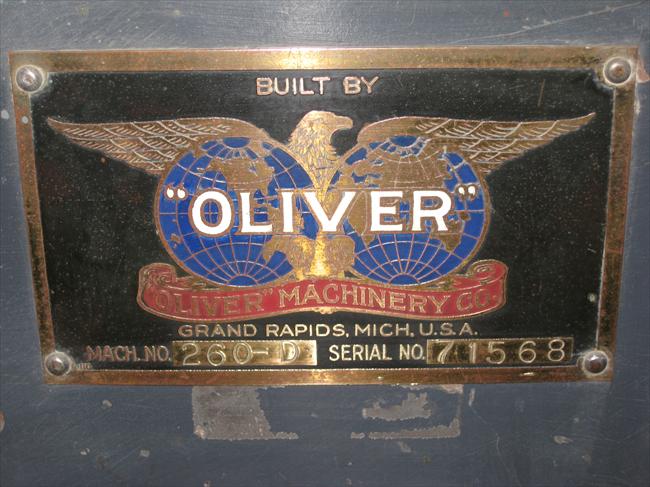 BUILT BY
"OLIVER"
"OLIVER" MACHINERY CO.
GRAND RAPIDS, MICH, U.S.A.
MACH. NO. 260-D SERIAL NO. 71568